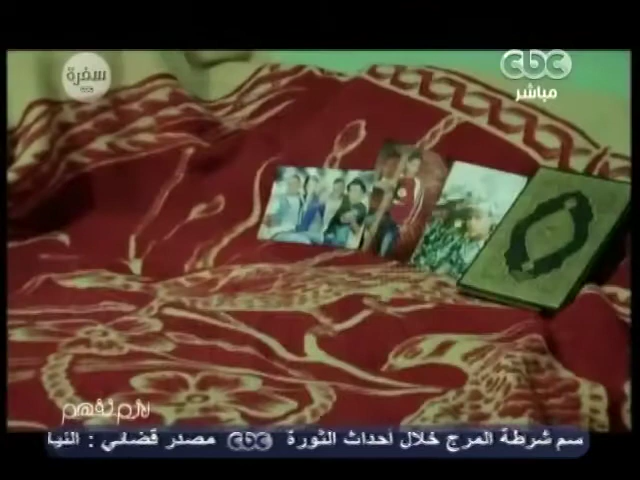 سفرة
cbc
مباشر
لازم نفهم
سم شرطة المرج خلال أحداث الثورة cbc مصدر قضائي : النيا